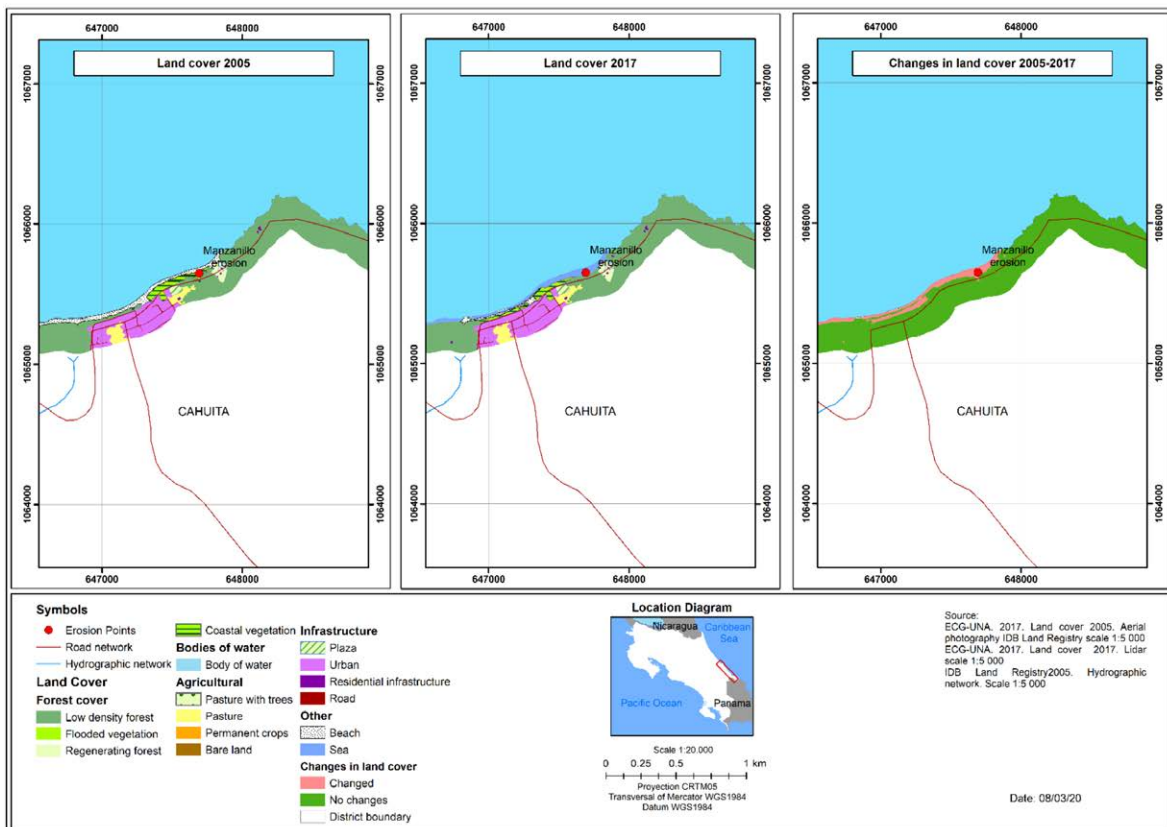 647000 648000 647000 648000 647000 648000
Land cover 2005
Land cover 2017
Changes in land cover 2005-2017
1067000 1067000 1067000 1067000
1066000 1066000 1066000 1066000
Manzanillo
erosion
Manzanillo
erosion
Manzanillo
erosion
1065000 1065000 1065000 1065000
CAHUITA
CAHUITA
CAHUITA
1064000 1064000 1064000 1064000
647000 648000 647000 648000 647000 648000
Symbols
Erosion Points
Road network
Hydrographic network
Land Cover
Forest cover
Low density forest
Flooded vegetation
Regenerating forest
Coastal vegetation
Bodies of water
Body of water
Agricultural
Pasture with trees
Pasture
Permanent crops
Bare land
Infrastructure
Plaza
Urban
Residential infrastructure
Road
Other
Beach
Sea
Changes in land cover
Changed
No changes
District boundary
Location Diagram
Nicaragua
Caribbean
Sea
Pacific Ocean
Panama
Scale 1:20.000
0 0.25 0.5 1 km
Proyection CRTM05
Transversal of Mercator WGS1984
Datum WGS1984
Source:
ECG-UNA. 2017. Land cover 2005. Aerial
photography IDB Land Registry scale 1:5 000
ECG-UNA. 2017. Land cover 2017. Lidar
scale 1:5 000
IDB Land Registry2005. Hydrographic
network. Scale 1:5 000
Date: 08/03/20